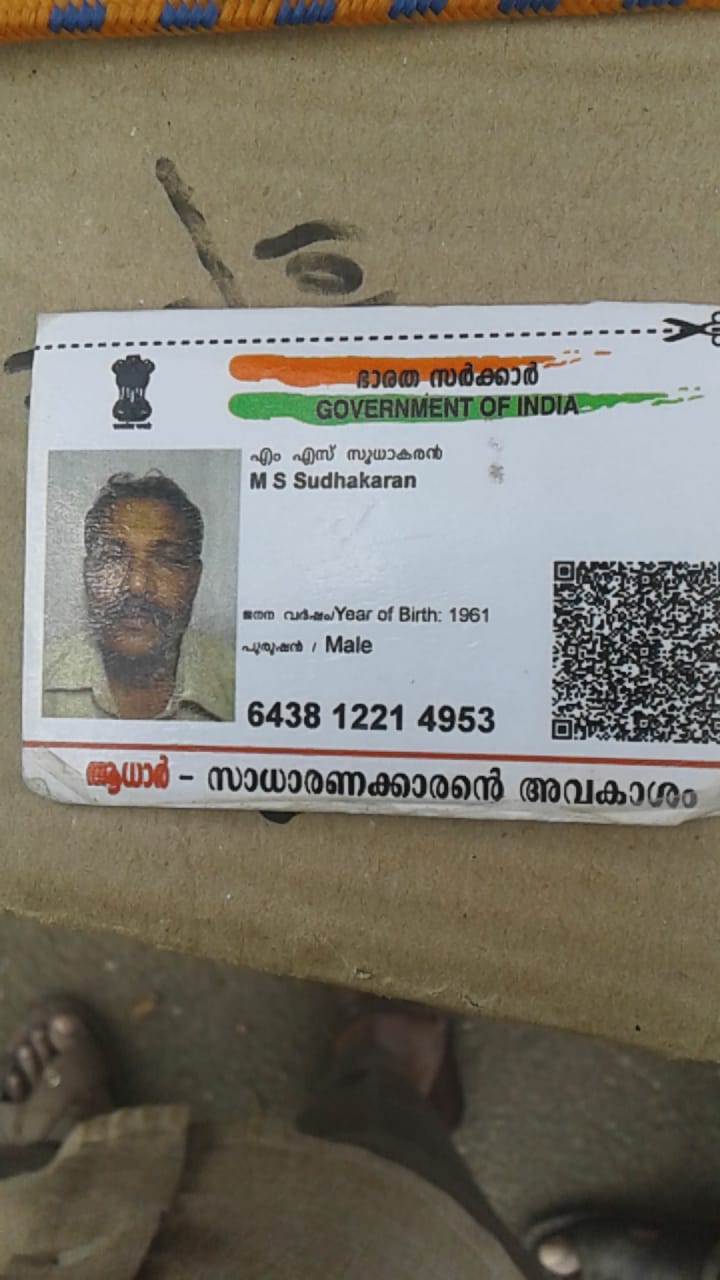 ഭാരത സർക്കാർ
GOVERNMENT OF INDIA
എം എസ് സുധാകരൻ
M S Sudhakaran
ജനന വർഷം/Year of Birth: 1961
പുരുഷൻ / Male
6438 1221 4953
ആധാർ – സാധാരണക്കാരന്റെ അവകാശം